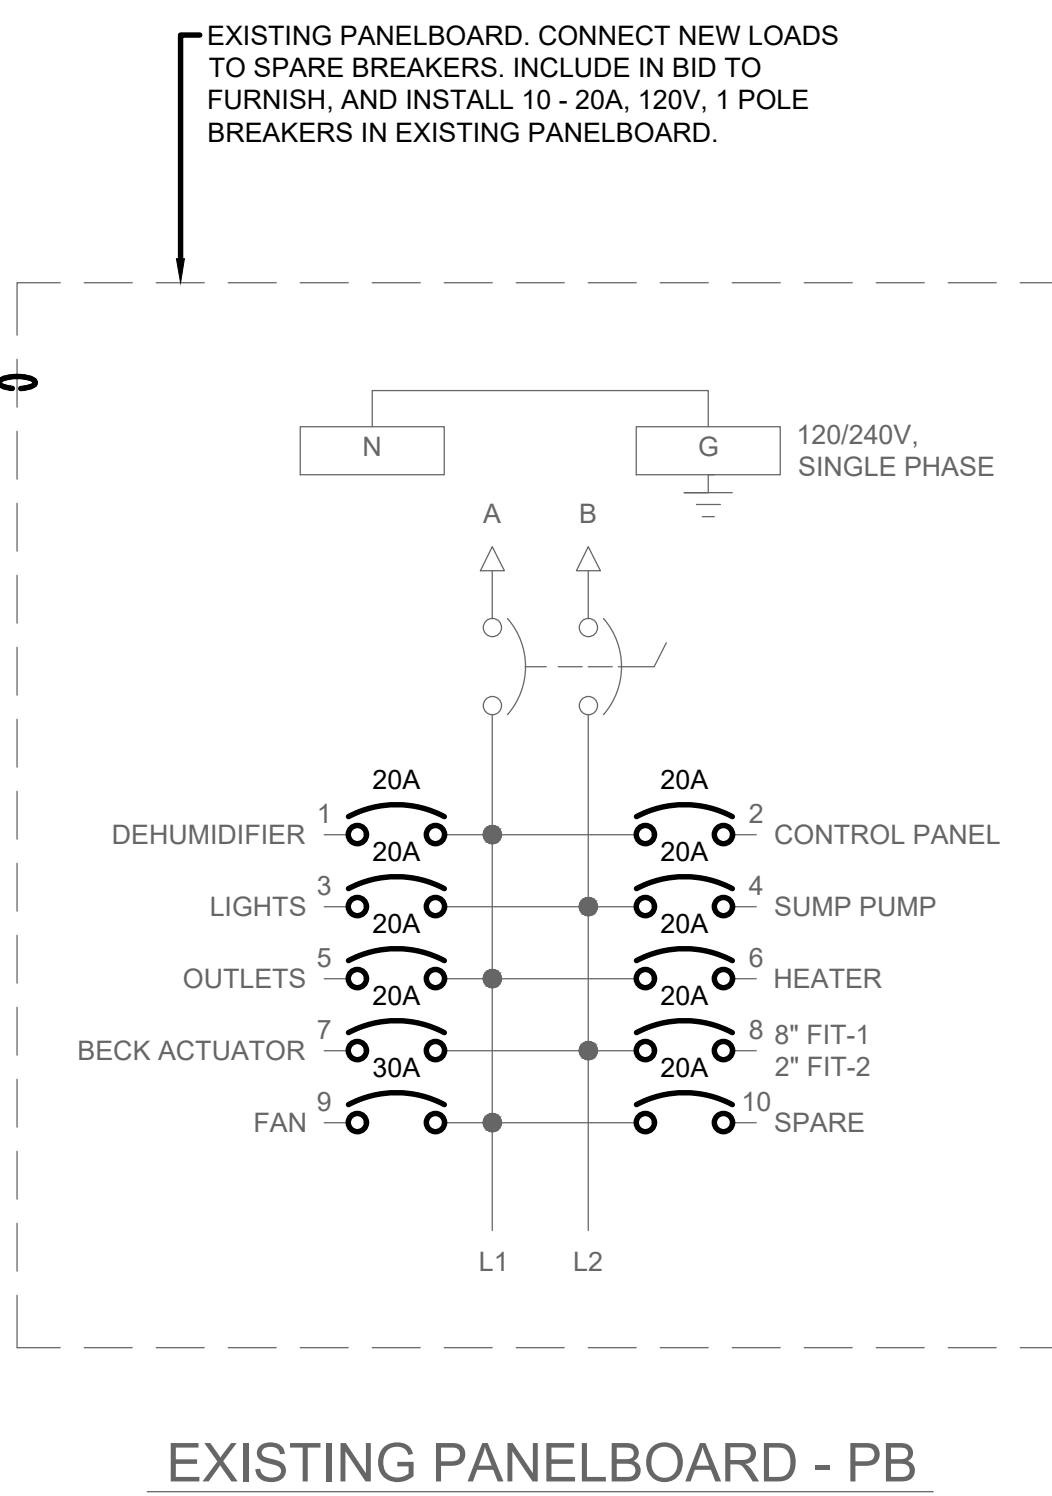 EXISTING PANELBOARD. CONNECT NEW LOADS
TO SPARE BREAKERS. INCLUDE IN BID TO
FURNISH, AND INSTALL 10 - 20A, 120V, 1 POLE
BREAKERS IN EXISTING PANELBOARD.
N
G
120/240V,
SINGLE PHASE
A B
20A 20A
DEHUMIDIFIER 1 2 CONTROL PANEL
20A 20A
LIGHTS 3 4 SUMP PUMP
20A 20A
OUTLETS 5 6 HEATER
20A 20A
BECK ACTUATOR 7 8 8" FIT-1
2" FIT-2
30A 20A
FAN 9 10 SPARE
L1 L2
EXISTING PANELBOARD - PB